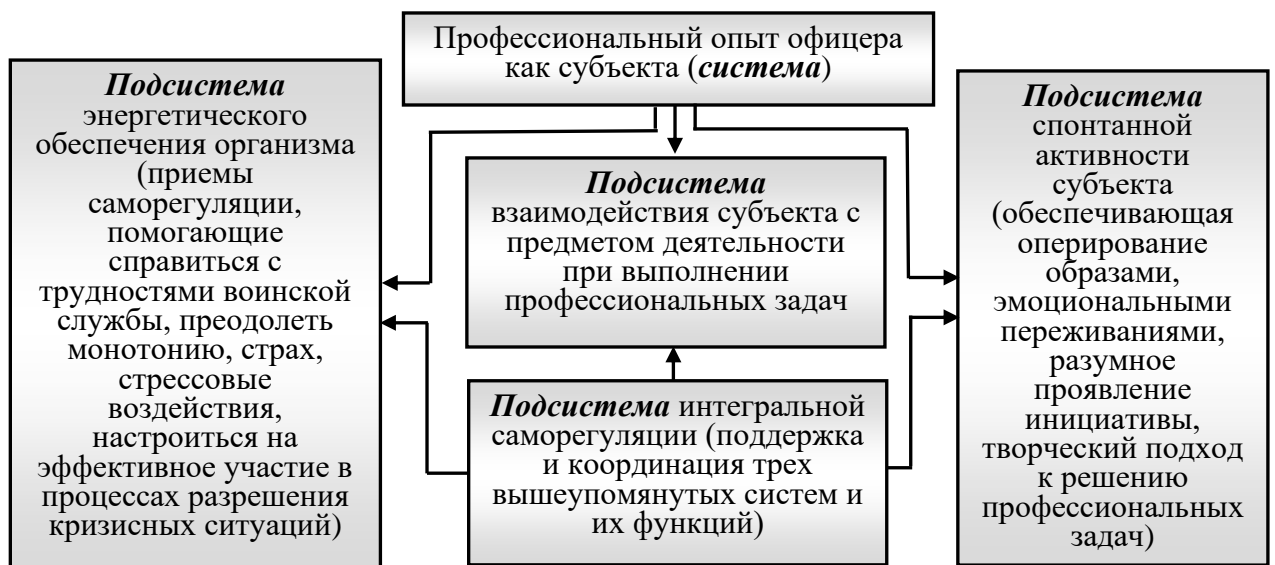 Профессиональный опыт офицера
как субъекта (система)
Подсистема
энергетического
обеспечения организма
(приемы
саморегуляции,
помогающие
справиться с
трудностями воинской
службы, преодолеть
монотонию, страх,
стрессовые
воздействия,
настроиться на
эффективное участие в
процессах разрешения
кризисных ситуаций)
Подсистема
взаимодействия субъекта с
предметом деятельности
при выполнении
профессиональных задач
Подсистема интегральной
саморегуляции (поддержка
и координация трех
вышеупомянутых систем и
их функций)
Подсистема
спонтанной
активности
субъекта
(обеспечивающая
оперирование
образами,
эмоциональными
переживаниями,
разумное
проявление
инициативы,
творческий подход
к решению
профессиональных
задач)